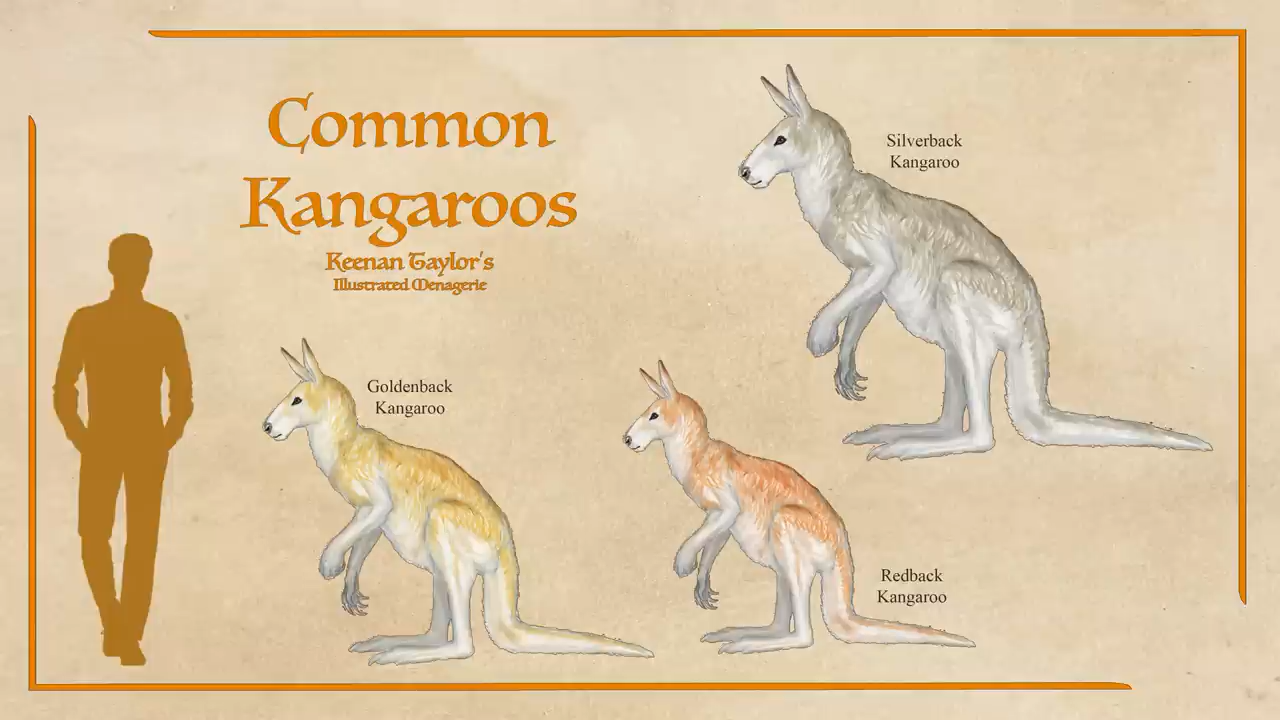 Common
Kangaroos
Keenan Taylor's
Illustrated Menagerie
Silverback
Kangaroo
Goldenback
Kangaroo
Redback
Kangaroo